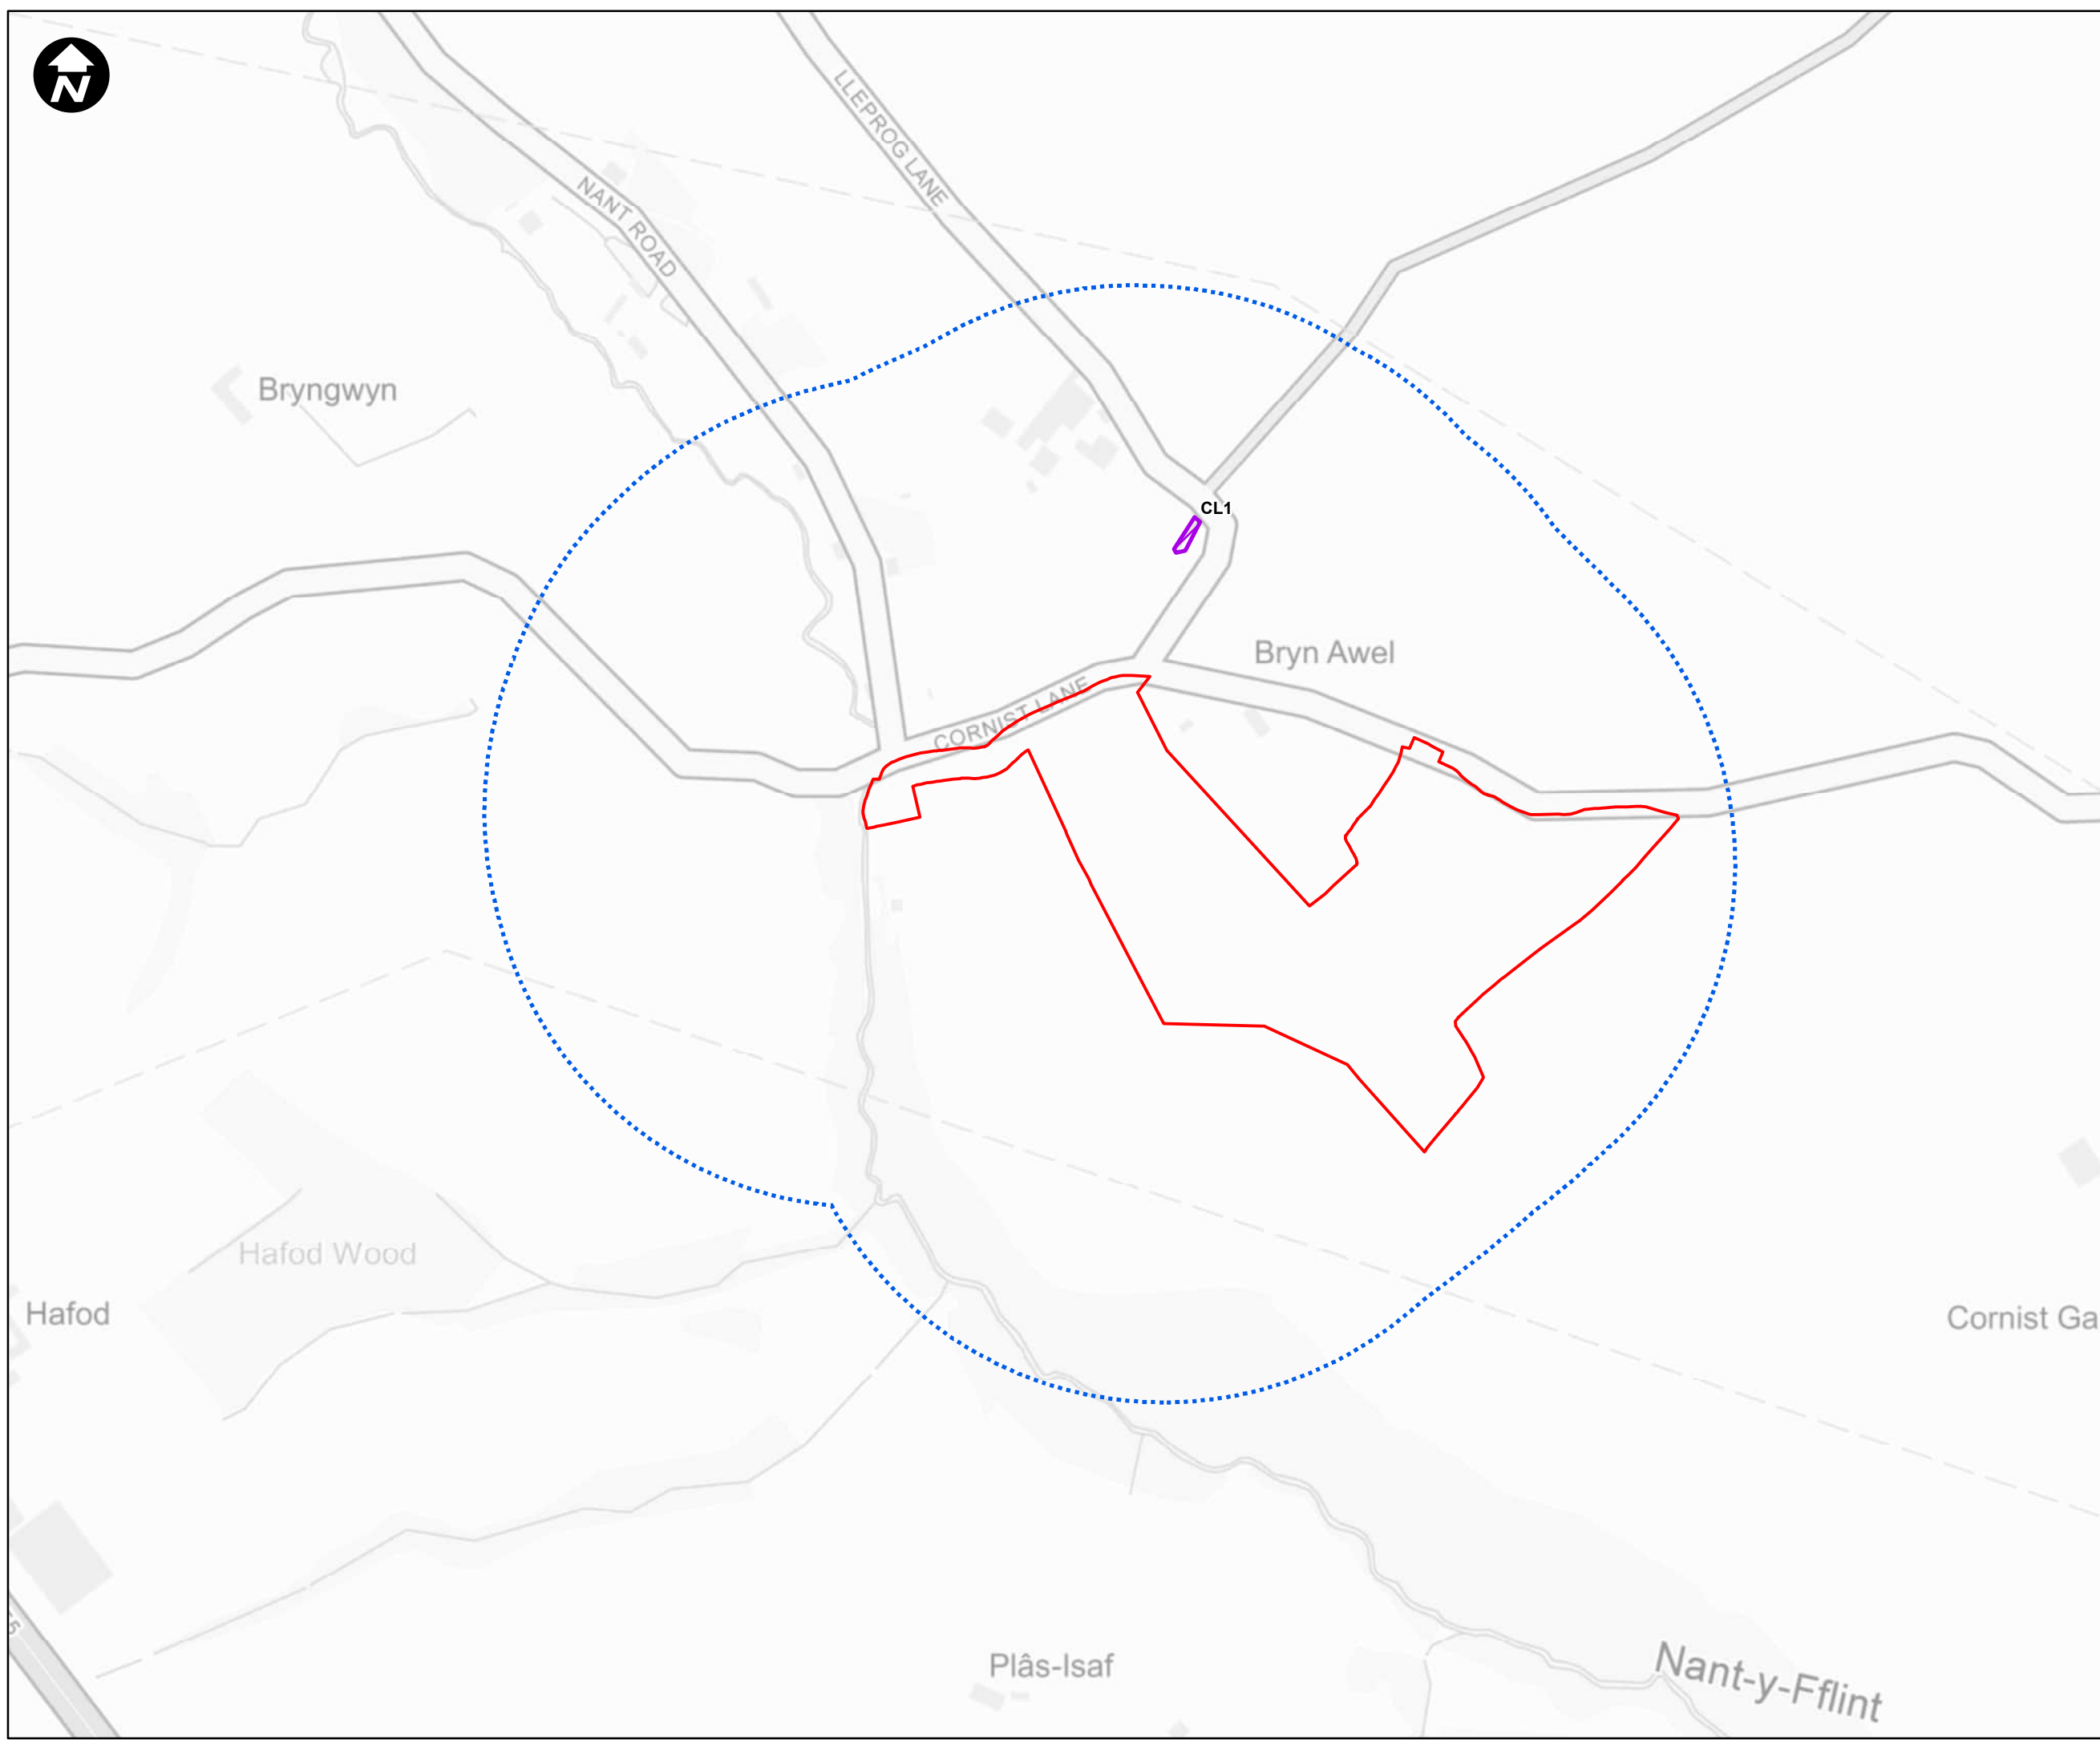 N
LLEPROG LANE
NANT ROAD
Bryngwyn
CL1
Bryn Awel
CORNIST LANE
Hafod Wood
Hafod
Cornist Ga
5
Plâs-Isaf
Nant-y-Fflint